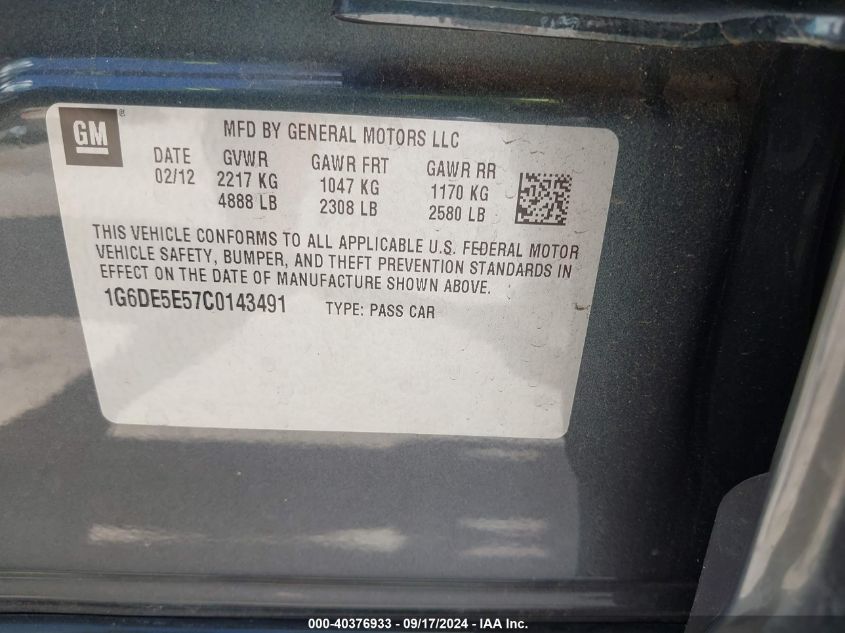 GM ®
MFD BY GENERAL MOTORS LLC
DATE GVWR GAWR FRT GAWR RR
02/12 2217 KG 1047 KG 1170 KG
4888 LB 2308 LB 2580 LB
THIS VEHICLE CONFORMS TO ALL APPLICABLE U.S. FEDERAL MOTOR
VEHICLE SAFETY, BUMPER, AND THEFT PREVENTION STANDARDS IN
EFFECT ON THE DATE OF MANUFACTURE SHOWN ABOVE.
1G6DE5E57C0143491 TYPE: PASS CAR
000-40376933 - 09/17/2024 - IAA Inc.